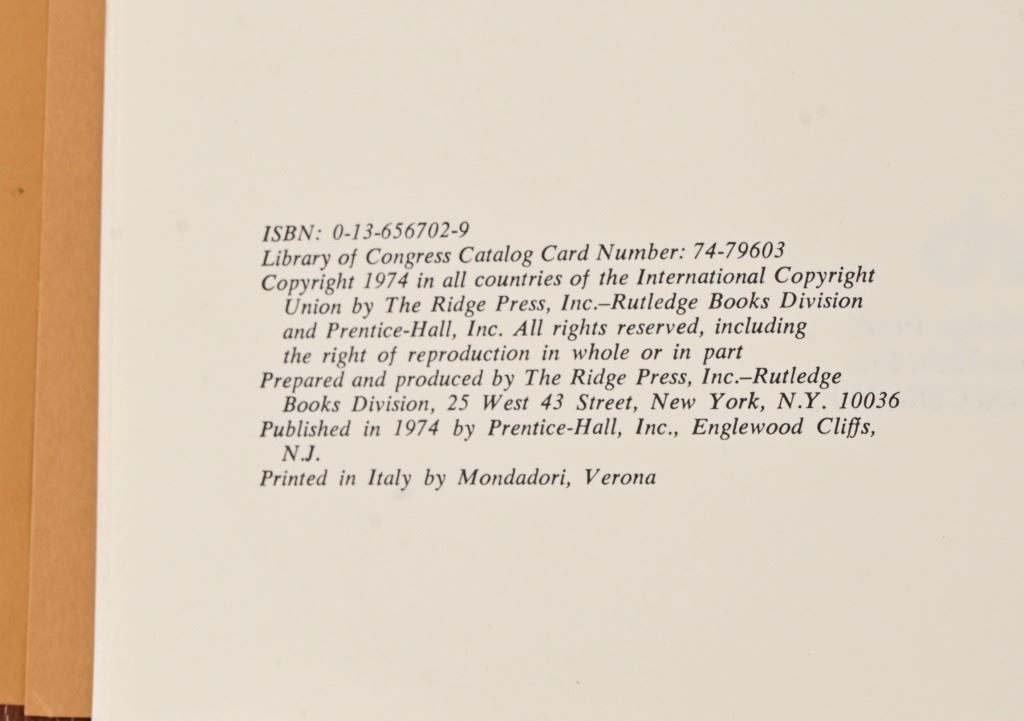 ISBN: 0-13-656702-9
Library of Congress Catalog Card Number: 74-79603
Copyright 1974 in all countries of the International Copyright
Union by The Ridge Press, Inc.–Rutledge Books Division
and Prentice-Hall, Inc. All rights reserved, including
the right of reproduction in whole or in part
Prepared and produced by The Ridge Press, Inc.–Rutledge
Books Division, 25 West 43 Street, New York, N.Y. 10036
Published in 1974 by Prentice-Hall, Inc., Englewood Cliffs,
N.J.
Printed in Italy by Mondadori, Verona